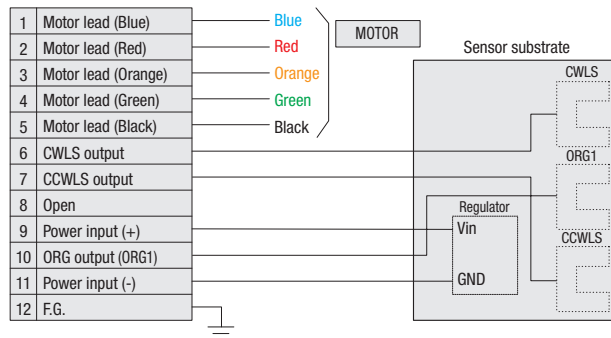 1 Motor lead (Blue) Blue
2 Motor lead (Red) Red
3 Motor lead (Orange) Orange
4 Motor lead (Green) Green
5 Motor lead (Black) Black
6 CWLS output
7 CCWLS output
8 Open
9 Power input (+)
10 ORG output (ORG1)
11 Power input (-)
12 F.G.
MOTOR
Sensor substrate
CWLS
ORG1
CCWLS
Regulator
Vin
GND